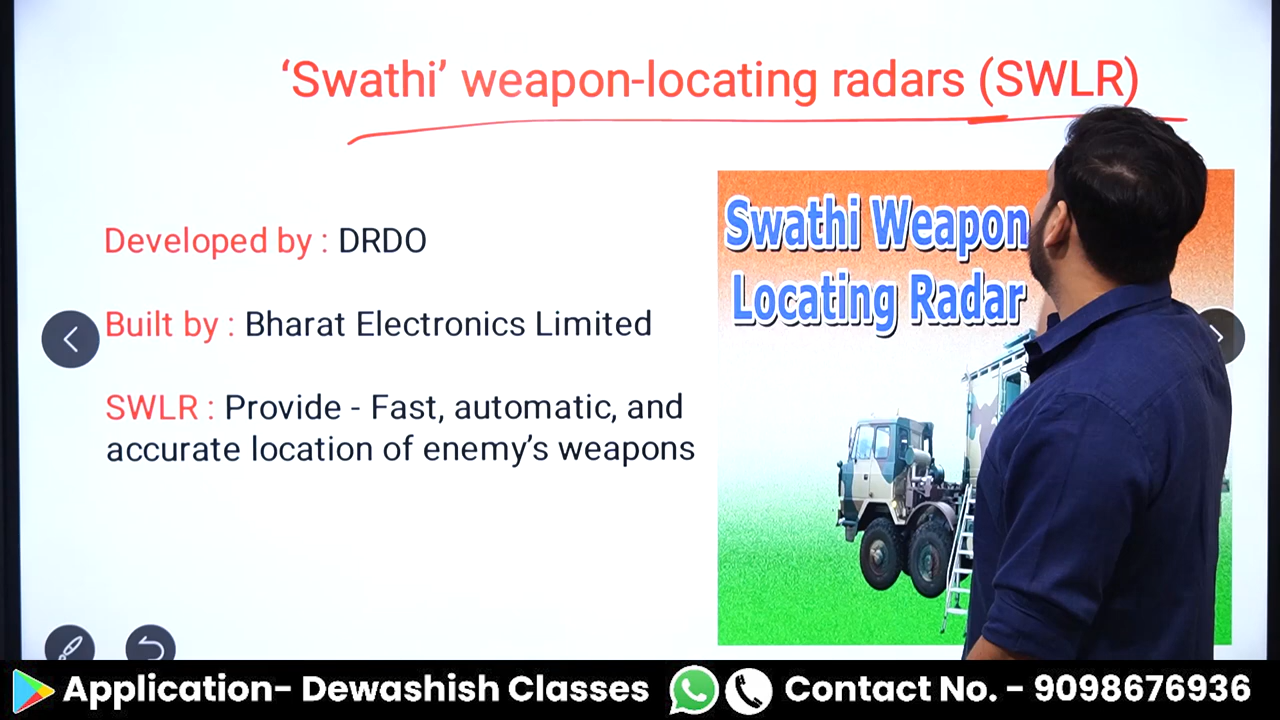 ‘Swathi’ weapon-locating radars (SWLR)
Developed by : DRDO
Built by : Bharat Electronics Limited
SWLR : Provide - Fast, automatic, and
accurate location of enemy’s weapons
Swathi Weapon
Locating Radar
Application- Dewashish Classes
Contact No. - 9098676936